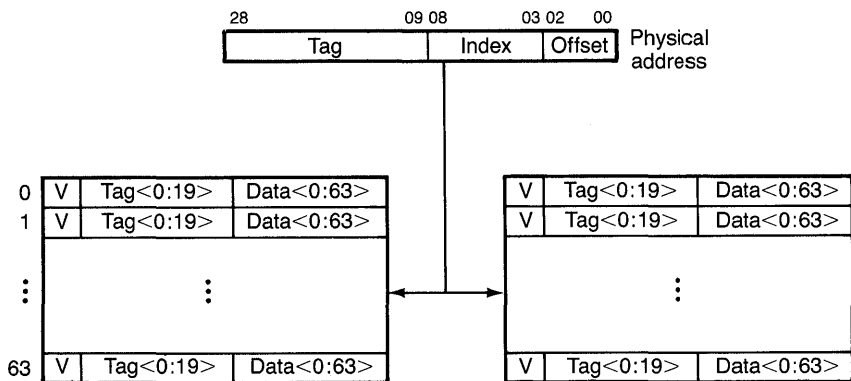 28 09 08 03 02 00
Tag Index Offset Physical
address
0 V Tag<0:19> Data<0:63> V Tag<0:19> Data<0:63>
1 V Tag<0:19> Data<0:63> V Tag<0:19> Data<0:63>
63 V Tag<0:19> Data<0:63> V Tag<0:19> Data<0:63>